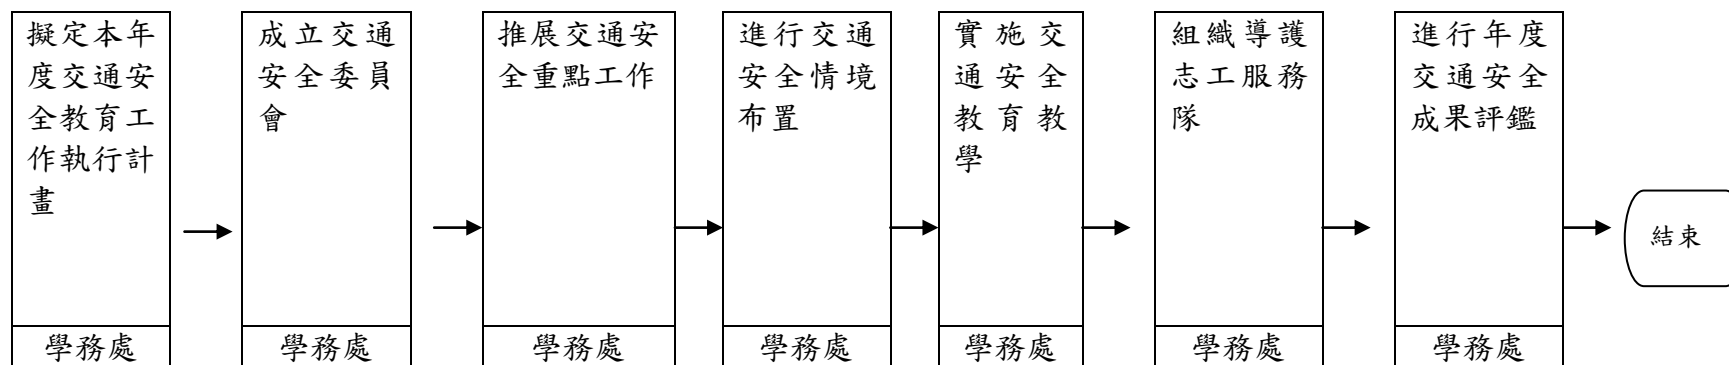 擬定本年
度交通安
全教育工
作執行計
畫
學務處
成立交通
安全委員
會
學務處
推展交通安
全重點工作
學務處
進行交通
安全情境
布置
學務處
實施交
通安全
教育教
學
學務處
組織導護
志工服務
隊
學務處
進行年度
交通安全
成果評鑑
學務處
結束